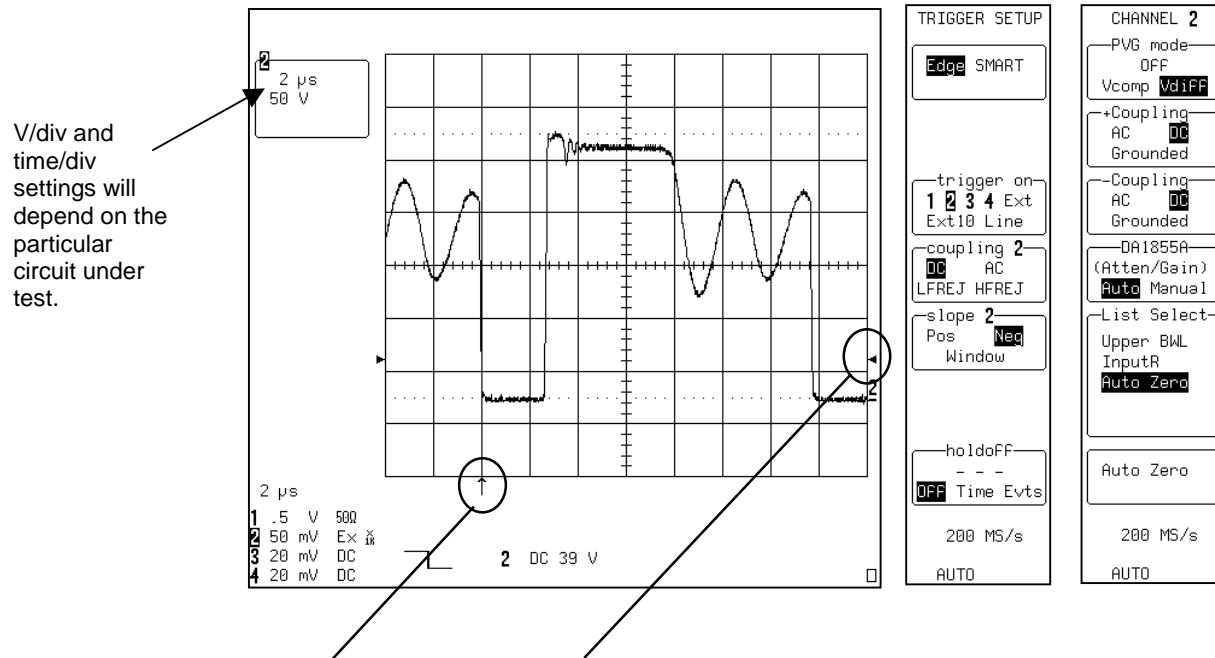 V/div and
time/div
settings will
depend on the
particular
circuit under
test.
2
2 µs
50 V
2
2 µs
1 .5 V 50Ω
2 50 mV Ex
3 20 mV DC
4 20 mV DC
2 DC 39 V
TRIGGER SETUP
Edge SMART
trigger on
1 2 3 4 Ext
Ext10 Line
coupling 2
DC AC
LFREJ HFREJ
slope 2
Pos Neg
Window
holdoff
- - -
Off Time Evts
200 MS/s
AUTO
CHANNEL 2
PVG mode
OFF
Vcomp Vdiff
+Coupling
AC DC
Grounded
-Coupling
AC DC
Grounded
DA1855A
(Atten/Gain)
Auto Manual
List Select
Upper BWL
InputR
Auto Zero
Auto Zero
200 MS/s
AUTO